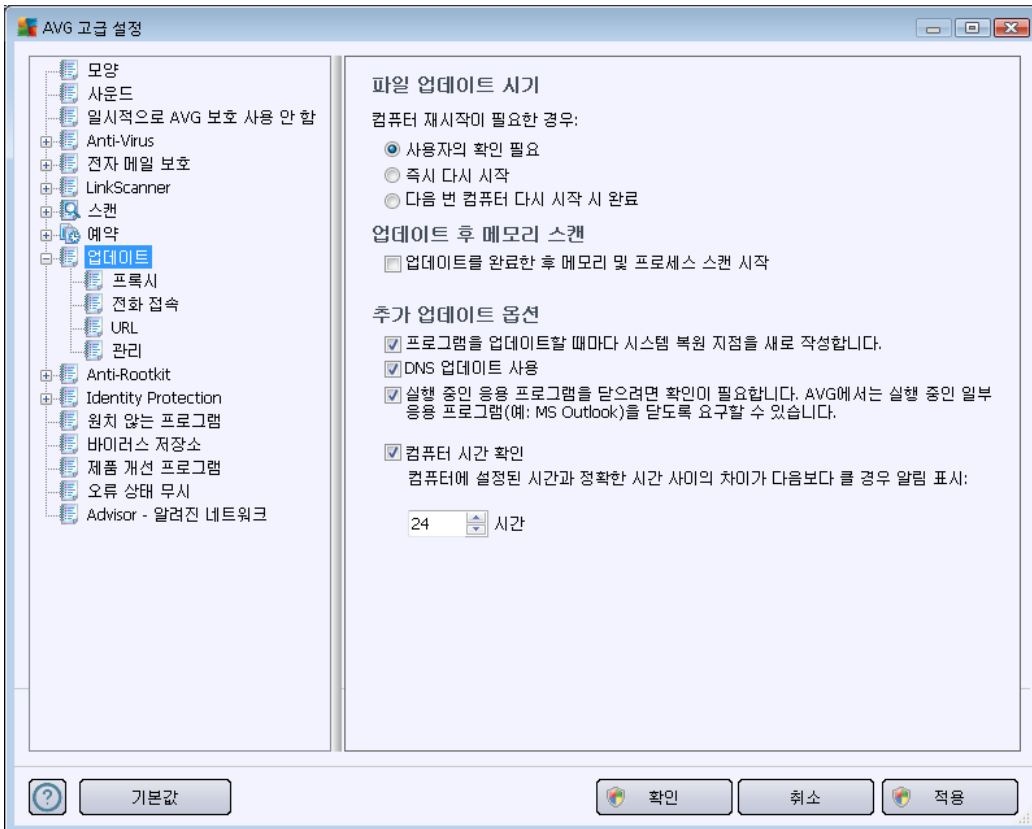 AVG 고급 설정
모양
사운드
일시적으로 AVG 보호 사용 안 함
Anti-Virus
전자 메일 보호
LinkScanner
스캔
예약
업데이트
프록시
전화 접속
URL
관리
Anti-Rootkit
Identity Protection
원치 않는 프로그램
바이러스 저장소
제품 개선 프로그램
오류 상태 무시
Advisor - 알려진 네트워크
파일 업데이트 시기
컴퓨터 재시작이 필요한 경우:
사용자의 확인 필요
즉시 다시 시작
다음 번 컴퓨터 다시 시작 시 완료
업데이트 후 메모리 스캔
업데이트를 완료한 후 메모리 및 프로세스 스캔 시작
추가 업데이트 옵션
프로그램을 업데이트할 때마다 시스템 복원 지점을 새로 작성합니다.
DNS 업데이트 사용
실행 중인 응용 프로그램을 닫으려면 확인이 필요합니다. AVG에서는 실행 중인 일부
응용 프로그램(예: MS Outlook)을 닫도록 요구할 수 있습니다.
컴퓨터 시간 확인
컴퓨터에 설정된 시간과 정확한 시간 사이의 차이가 다음보다 클 경우 알림 표시:
24 시간
기본값
확인
취소
적용